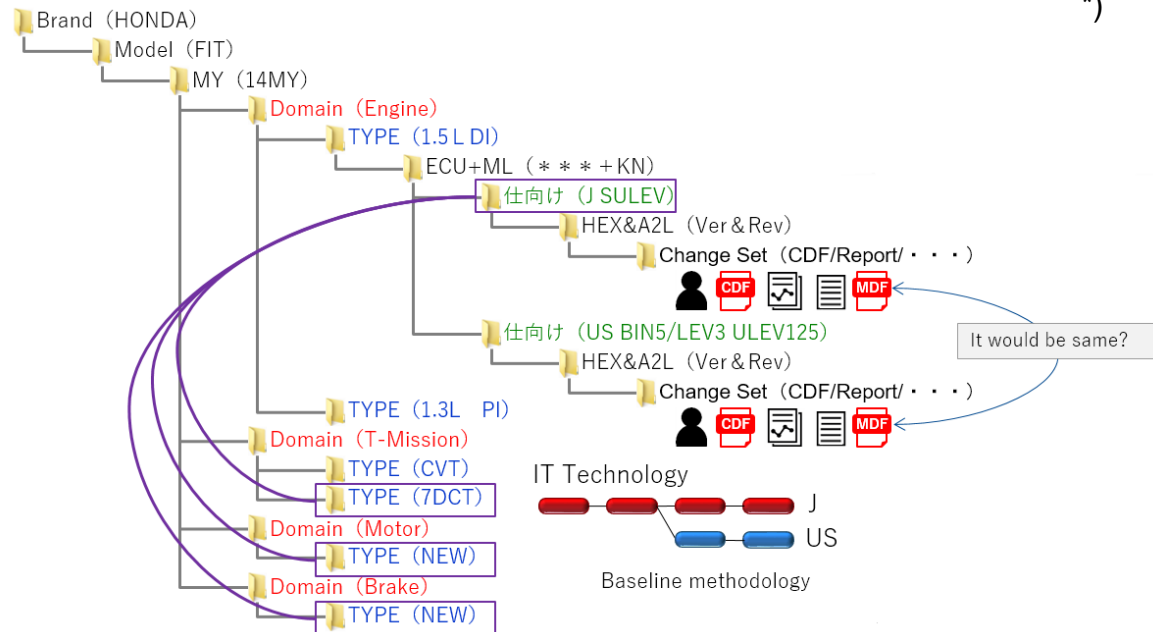 *)
Brand（HONDA）
Model（FIT）
MY（14MY）
Domain（Engine）
TYPE（1.5 L DI）
ECU+ML（＊＊＊+KN）
仕向け（J SULEV）
HEX&A2L（Ver＆Rev）
Change Set（CDF/Report/・・・）
CDF
MDF
仕向け（US BIN5/LEV3 ULEV125）
It would be same?
HEX&A2L（Ver＆Rev）
Change Set（CDF/Report/・・・）
CDF
MDF
TYPE（1.3L　PI）
Domain（T-Mission）
TYPE（CVT）
TYPE（7DCT）
Domain（Motor）
TYPE（NEW）
Domain（Brake）
TYPE（NEW）
IT Technology
J
US
Baseline methodology